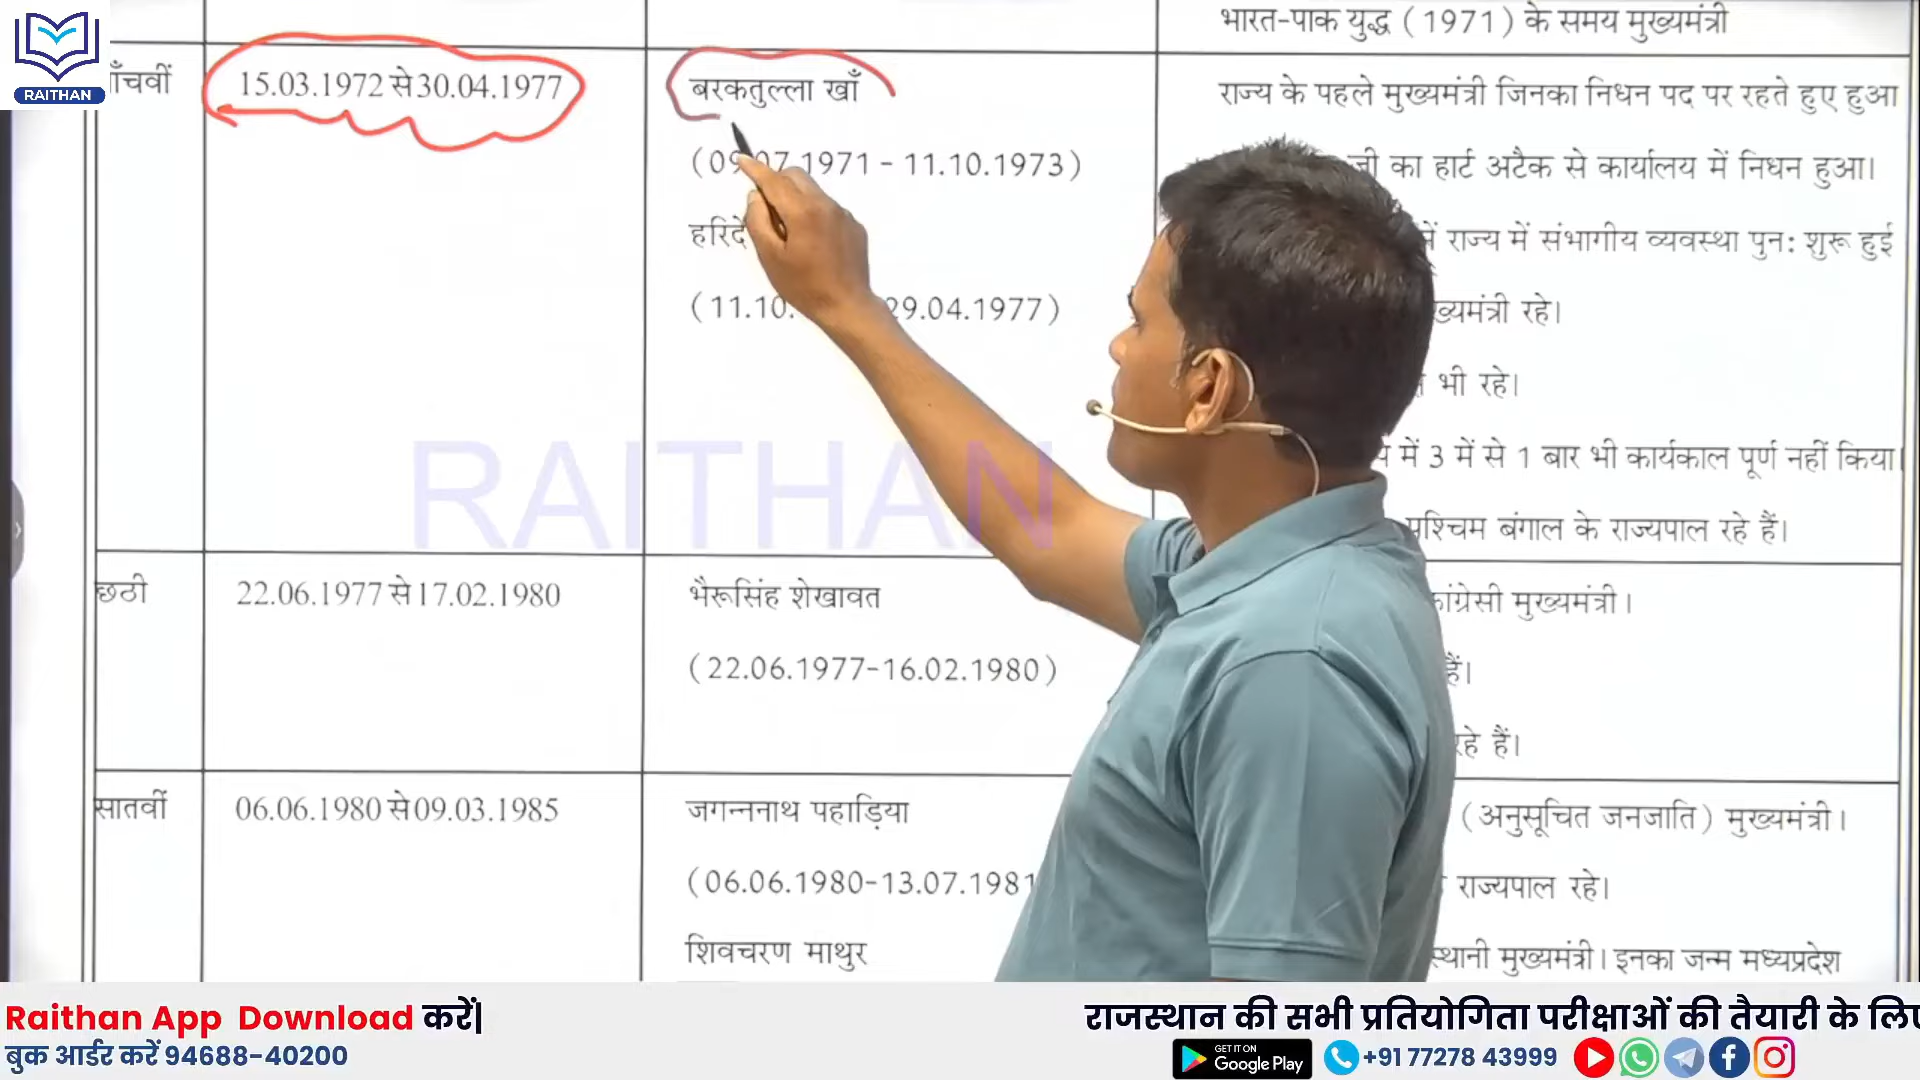 RAITHAN
भारत-पाक युद्ध (1971) के समय मुख्यमंत्री
15.03.1972 से 30.04.1977
बरकतुल्ला खाँ
राज्य के पहले मुख्यमंत्री जिनका निधन पद पर रहते हुए हुआ
1971 - 11.10.1973)
का हार्ट अटैक से कार्यालय में निधन हुआ।
राज्य में संभागीय व्यवस्था पुन: शुरू हुई
(11.10. 29.04.1977)
रहे।
भी रहे।
RAITHAN
में 3 में से 1 बार भी कार्यकाल पूर्ण नहीं किया।
पश्चिम बंगाल के राज्यपाल रहे हैं।
छठी
22.06.1977 से 17.02.1980
भैरूसिंह शेखावत
मुख्यमंत्री।
(22.06.1977-16.02.1980)
हैं।
रहे हैं।
सातवीं
06.06.1980 से 09.03.1985
जगन्ननाथ पहाड़िया
(अनुसूचित जनजाति) मुख्यमंत्री।
(06.06.1980-13.07.1981
राज्यपाल रहे।
शिवचरण माथुर
मुख्यमंत्री। इनका जन्म मध्यप्रदेश
Raithan App Download करें|
राजस्थान की सभी प्रतियोगिता परीक्षाओं की तैयारी के लिए
बुक आर्डर करें 94688-40200
GET IT ON
Google Play
+91 77278 43999